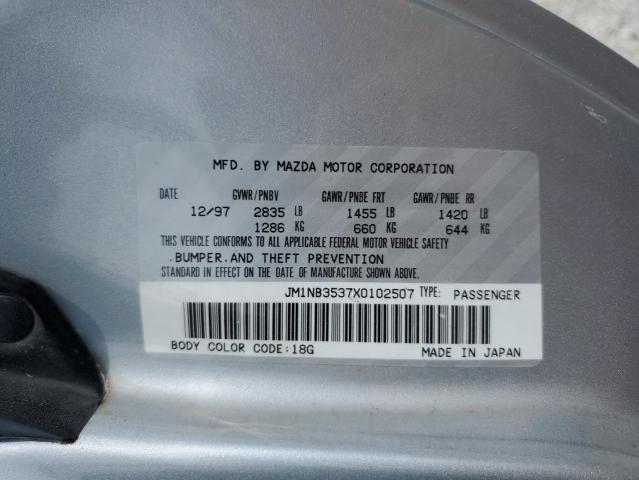 MFD. BY MAZDA MOTOR CORPORATION
DATE GVWR/PNBV GAWR/PNBE FRT GAWR/PNBE RR
12/97 2835 LB 1455 LB 1420 LB
1286 KG 660 KG 644 KG
THIS VEHICLE CONFORMS TO ALL APPLICABLE FEDERAL MOTOR VEHICLE SAFETY
.BUMPER.AND THEFT PREVENTION
STANDARD IN EFFECT ON THE DATE OF MANUFACTURE SHOWN ABOVE.
JM1NB3537X0102507 TYPE: PASSENGER
BODY COLOR CODE:18G MADE IN JAPAN